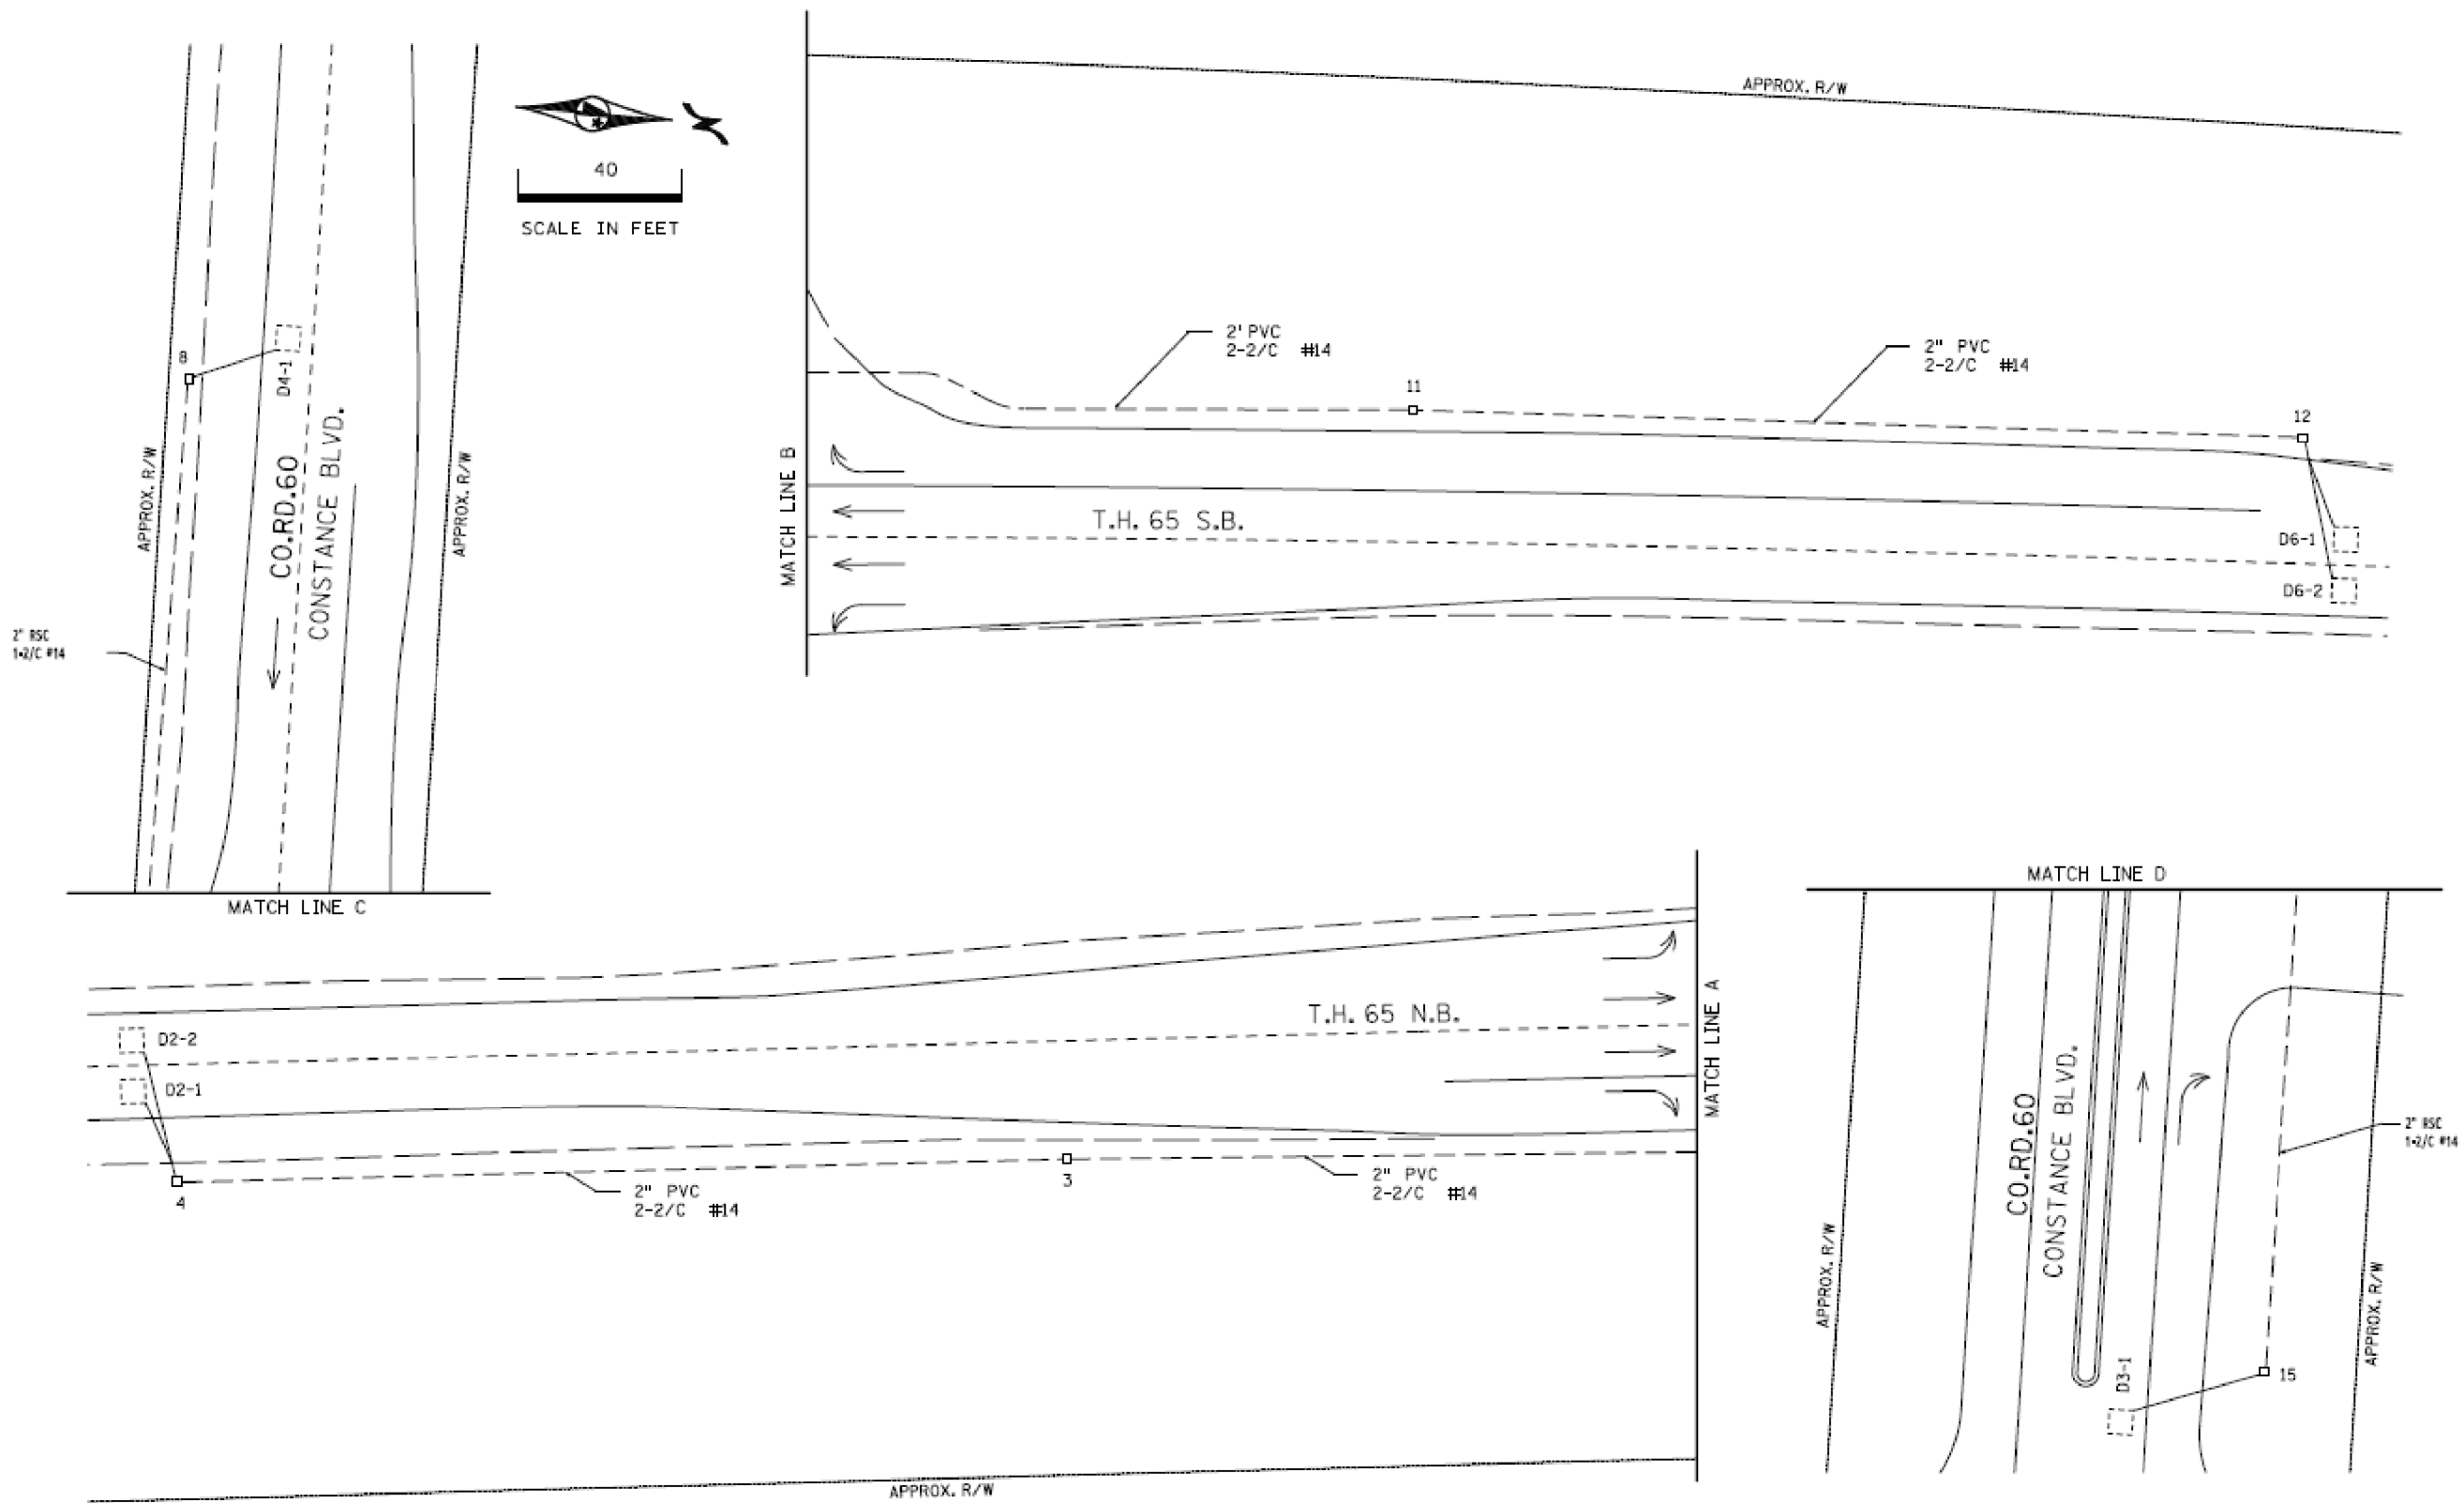 APPROX. R/W
40
SCALE IN FEET
8
D4-1
2' PVC
2-2/C #14
2" PVC
2-2/C #14
11
12
APPROX. R/W
CO.RD.60
CONSTANCE BLVD.
APPROX. R/W
MATCH LINE B
T.H. 65 S.B.
D6-1
D6-2
2" RSC
1-2/C #14
MATCH LINE C
MATCH LINE D
T.H. 65 N.B.
MATCH LINE A
D2-2
D2-1
4
2" PVC
2-2/C #14
3
2" PVC
2-2/C #14
CO.RD.60
CONSTANCE BLVD.
2" RSC
1-2/C #14
APPROX. R/W
APPROX. R/W
D3-1
15
APPROX. R/W